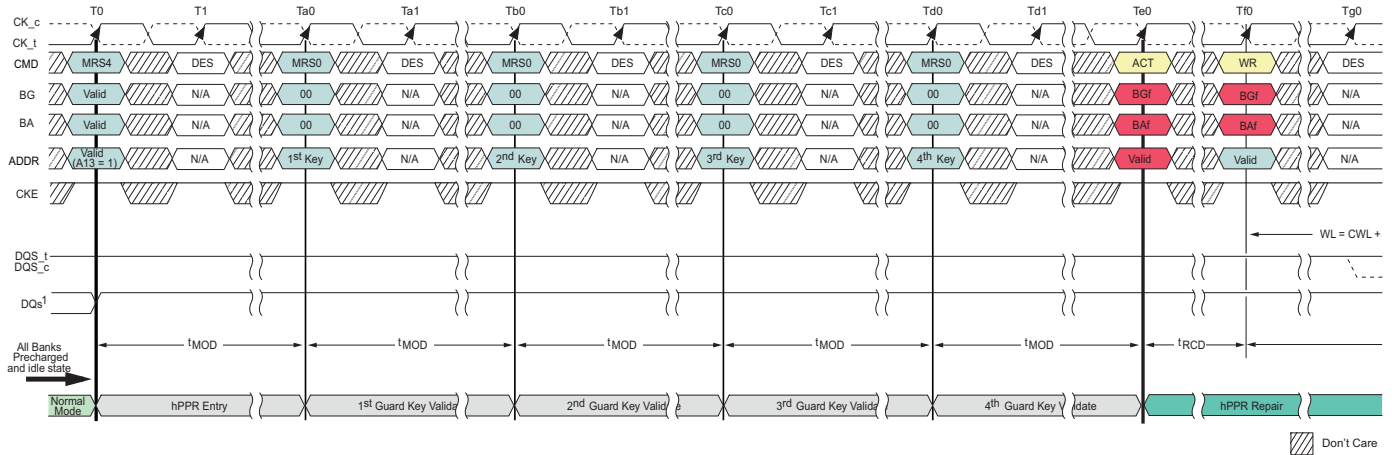 T0 T1 Ta0 Ta1 Tb0 Tb1 Tc0 Tc1 Td0 Td1 Te0 Tf0 Tg0
CK_c
CK_t
CMD MRS4 DES MRS0 DES MRS0 DES MRS0 DES MRS0 DES ACT WR DES
BG Valid N/A 00 N/A 00 N/A 00 N/A 00 N/A BGf BGf N/A
BA Valid N/A 00 N/A 00 N/A 00 N/A 00 N/A BAf BAf N/A
ADDR Valid (A13 = 1) N/A 1st Key N/A 2nd Key N/A 3rd Key N/A 4th Key N/A Valid Valid N/A
CKE
WL = CWL +
DQS_t
DQS_c
DQs1
All Banks
Precharged
and idle state
tMOD tMOD tMOD tMOD tMOD tRCD
Normal
Mode
hPPR Entry 1st Guard Key Valida 2nd Guard Key Valid e 3rd Guard Key Valida 4th Guard Key V idate hPPR Repair
Don't Care